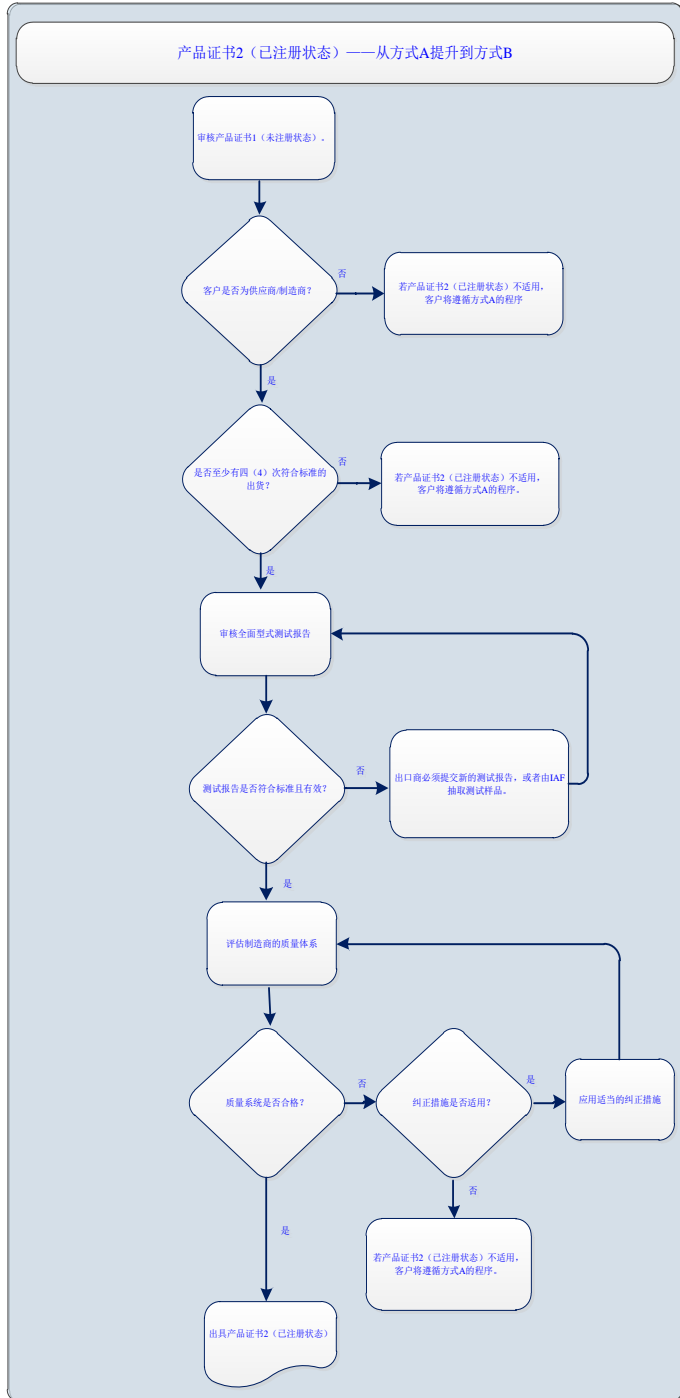 产品证书2（已注册状态）——从方式A提升到方式B
审核产品证书1（未注册状态）。
客户是否为供应商/制造商？
否
若产品证书2（已注册状态）不适用，
客户将遵循方式A的程序
是
是否至少有四（4）次符合标准的
出货？
否
若产品证书2（已注册状态）不适用，
客户将遵循方式A的程序。
是
审核全面型式测试报告
测试报告是否符合标准且有效？
否
出口商必须提交新的测试报告，或者由IAF
抽取测试样品。
是
评估制造商的质量体系
质量系统是否合格？
否
纠正措施是否适用？
是
应用适当的纠正措施
否
若产品证书2（已注册状态）不适用，
客户将遵循方式A的程序。
是
出具产品证书2（已注册状态）